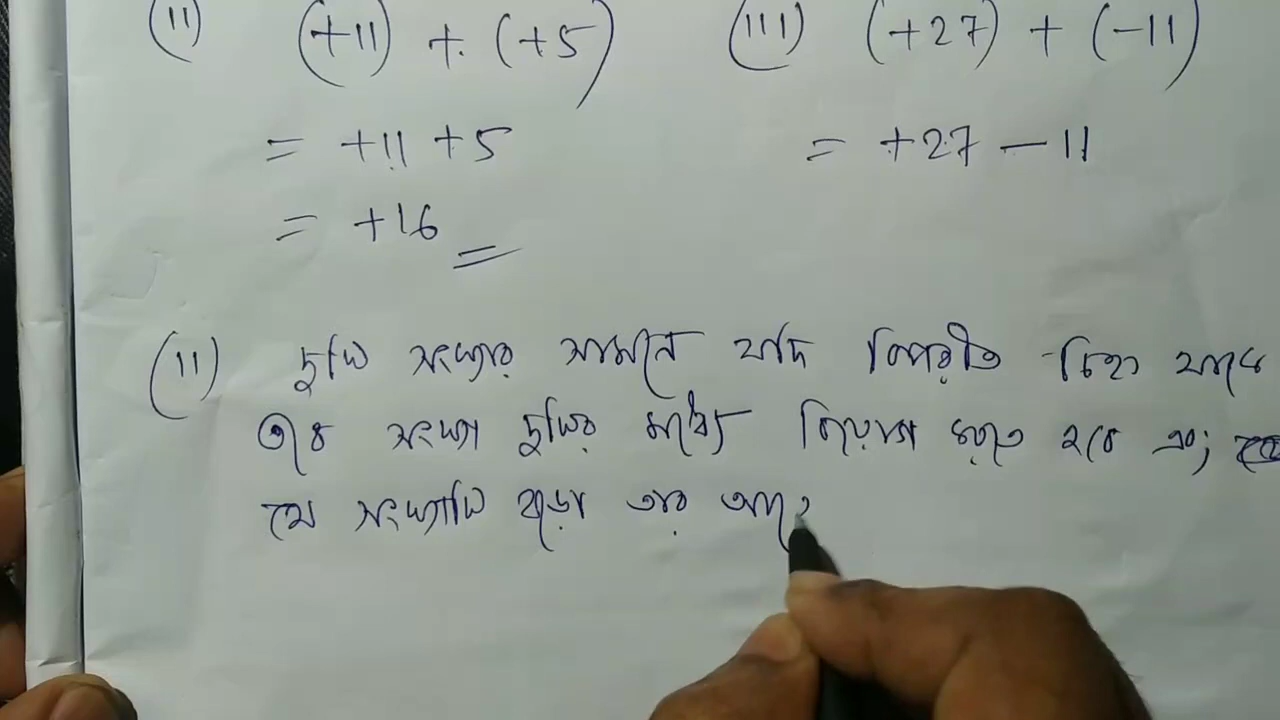 (II) (+11) + (+5)
= +11 +5
= +16
(III) (+27) + (-11)
= +27 - 11
(II) দুটি সংখ্যার সামনে যদি বিপরীত চিহ্ন থাকে
তবে সংখ্যা দুটির মধ্যে বিয়োগ করতে হবে এবং
যে সংখ্যাটি বড়ো তার